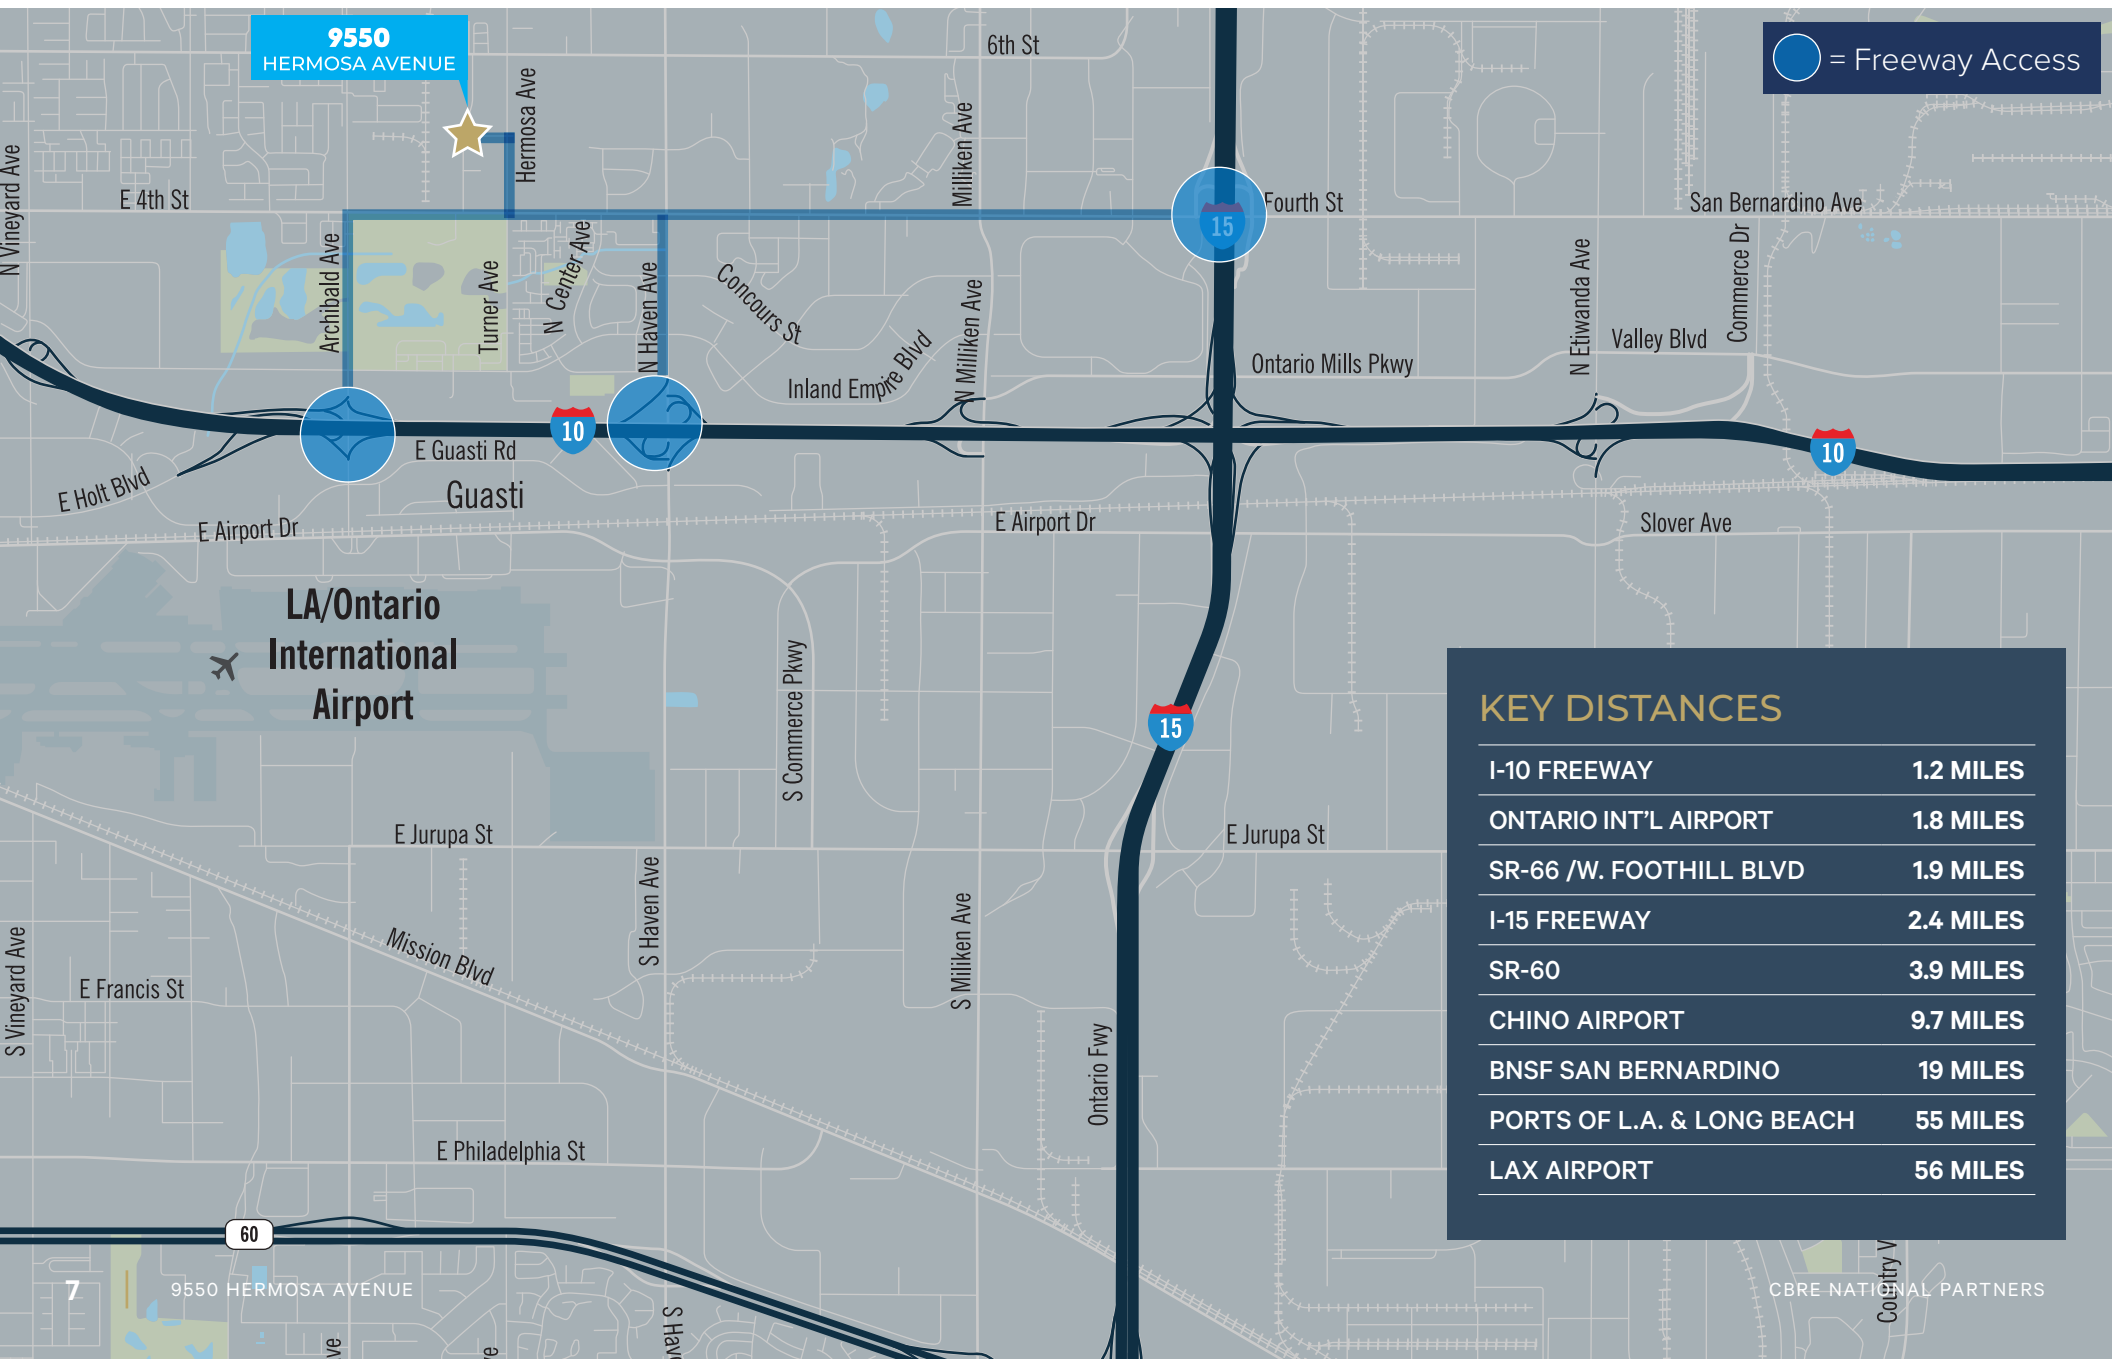 9550
HERMOSA AVENUE
= Freeway Access
6th St
Hermosa Ave
Milliken Ave
N Vineyard Ave
E 4th St
Fourth St
San Bernardino Ave
15
Archibald Ave
Turner Ave
N Center Ave
N Haven Ave
Concours St
Inland Empire Blvd
N Milliken Ave
Ontario Mills Pkwy
N Etiwanda Ave
Valley Blvd
Commerce Dr
10
E Guasti Rd
10
E Holt Blvd
Guasti
E Airport Dr
E Airport Dr
Slover Ave
LA/Ontario
International
Airport
S Commerce Pkwy
15
KEY DISTANCES
I-10 FREEWAY 1.2 MILES
ONTARIO INT'L AIRPORT 1.8 MILES
SR-66 /W. FOOTHILL BLVD 1.9 MILES
I-15 FREEWAY 2.4 MILES
SR-60 3.9 MILES
CHINO AIRPORT 9.7 MILES
BNSF SAN BERNARDINO 19 MILES
PORTS OF L.A. & LONG BEACH 55 MILES
LAX AIRPORT 56 MILES
E Jurupa St
E Jurupa St
S Haven Ave
S Miliken Ave
Mission Blvd
S Vineyard Ave
E Francis St
Ontario Fwy
E Philadelphia St
60
Country V
S Have
ve
ve
7
9550 HERMOSA AVENUE
CBRE NATIONAL PARTNERS